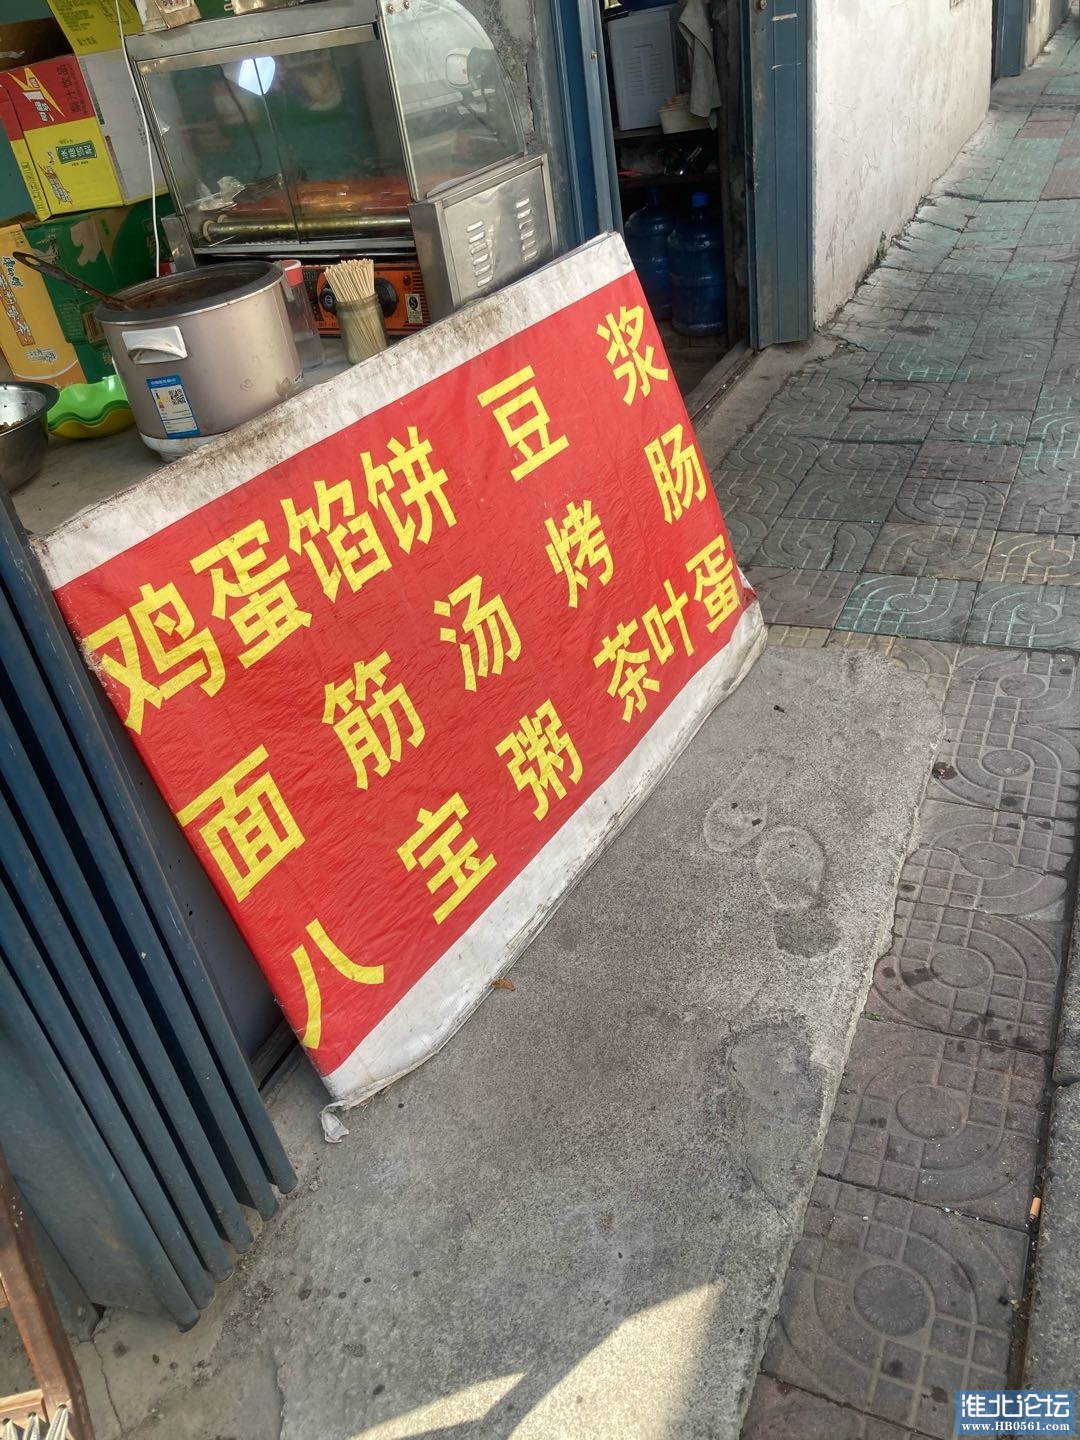 鸡蛋馅饼 豆浆
面筋汤 烤肠
八宝粥 茶叶蛋
淮北论坛
www.HB0561.com